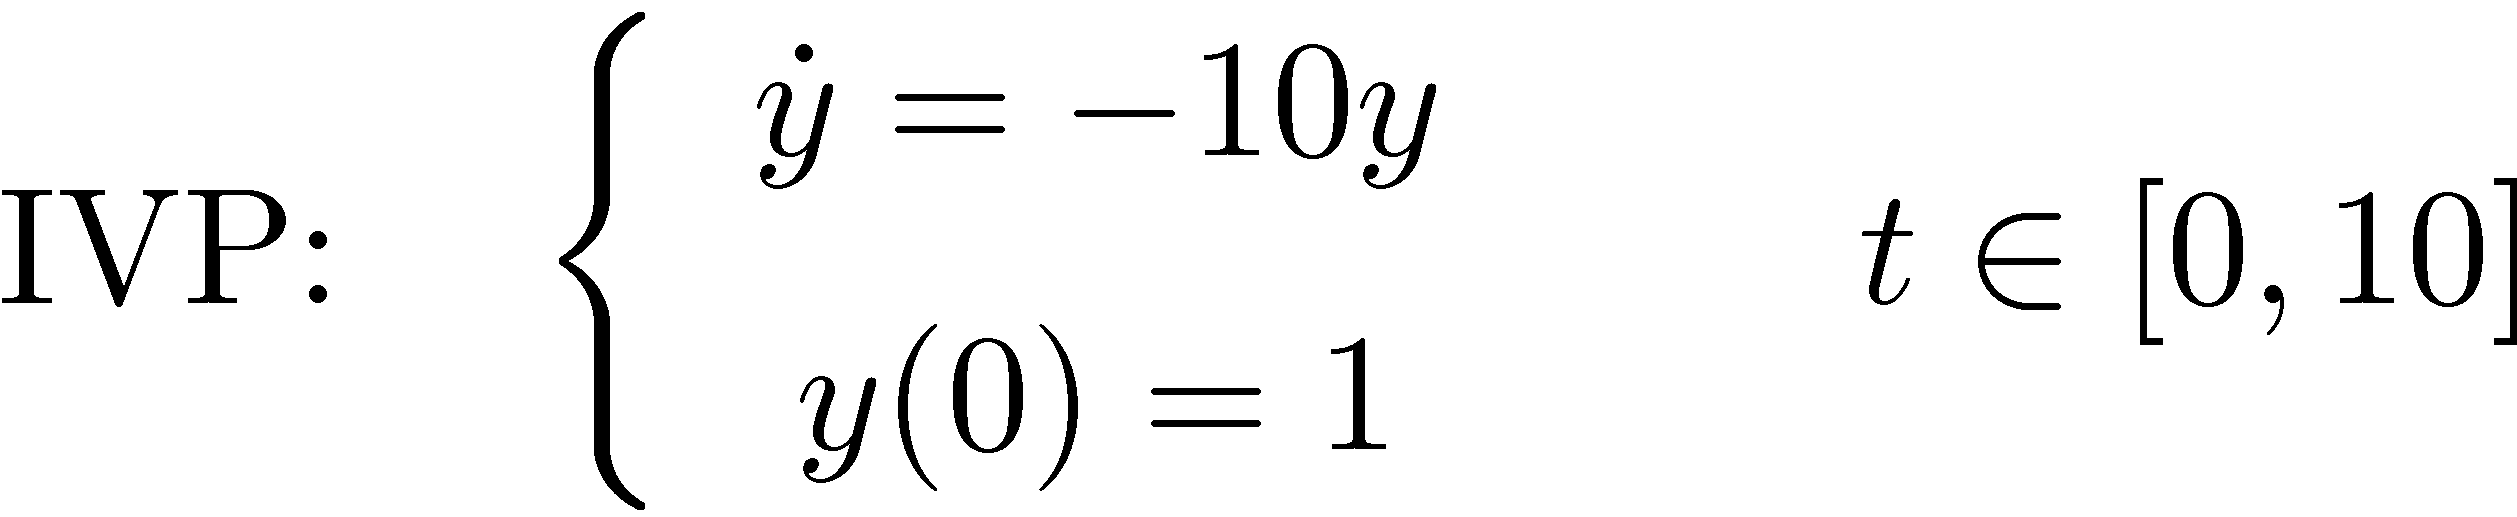 ẏ = −10y
IVP: { t ∈ [0, 10]
y(0) = 1